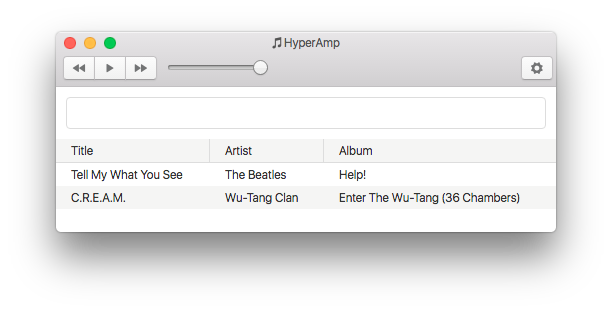 HyperAmp
Title Artist Album
Tell My What You See The Beatles Help!
C.R.E.A.M. Wu-Tang Clan Enter The Wu-Tang (36 Chambers)